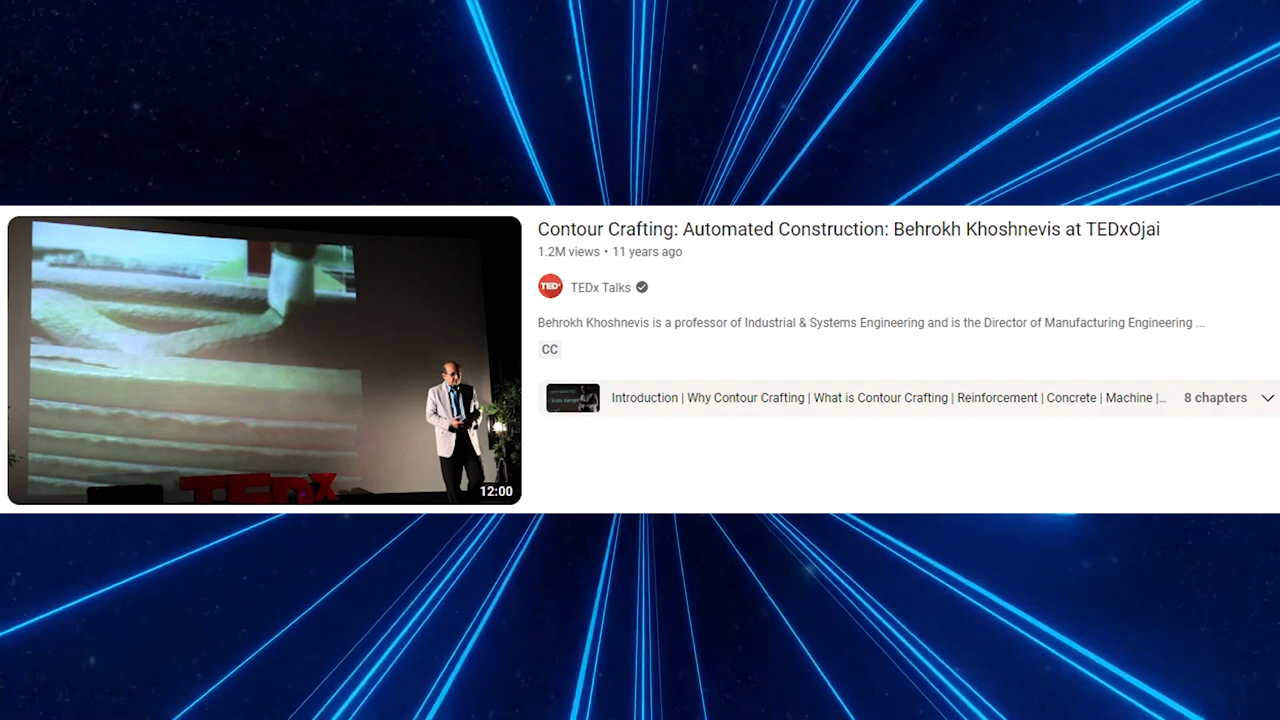 Contour Crafting: Automated Construction: Behrokh Khoshnevis at TEDxOjai
1.2M views • 11 years ago
TEDx
TEDx Talks
Behrokh Khoshnevis is a professor of Industrial & Systems Engineering and is the Director of Manufacturing Engineering ...
CC
Introduction | Why Contour Crafting | What is Contour Crafting | Reinforcement | Concrete | Machine |...
8 chapters
TEDx
12:00